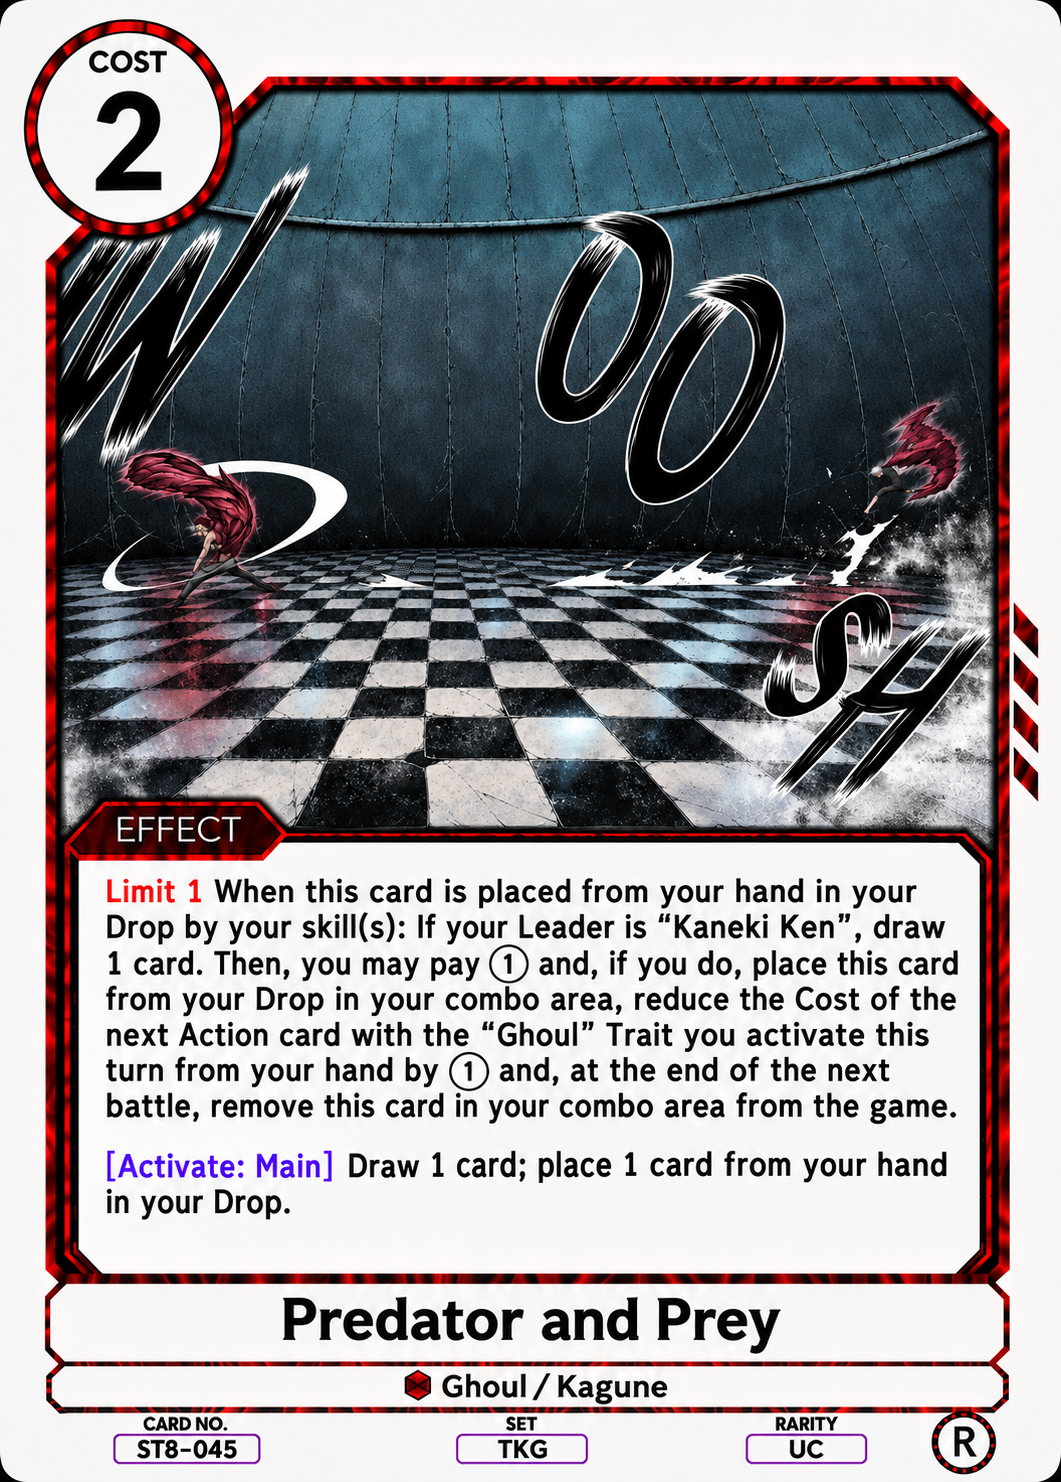 COST
2
W
OO
SH
EFFECT
Limit 1 When this card is placed from your hand in your
Drop by your skill(s): If your Leader is “Kaneki Ken”, draw
1 card. Then, you may pay ① and, if you do, place this card
from your Drop in your combo area, reduce the Cost of the
next Action card with the “Ghoul” Trait you activate this
turn from your hand by ① and, at the end of the next
battle, remove this card in your combo area from the game.
[Activate: Main] Draw 1 card; place 1 card from your hand
in your Drop.
Predator and Prey
Ghoul / Kagune
CARD NO. SET RARITY
ST8-045 TKG UC R